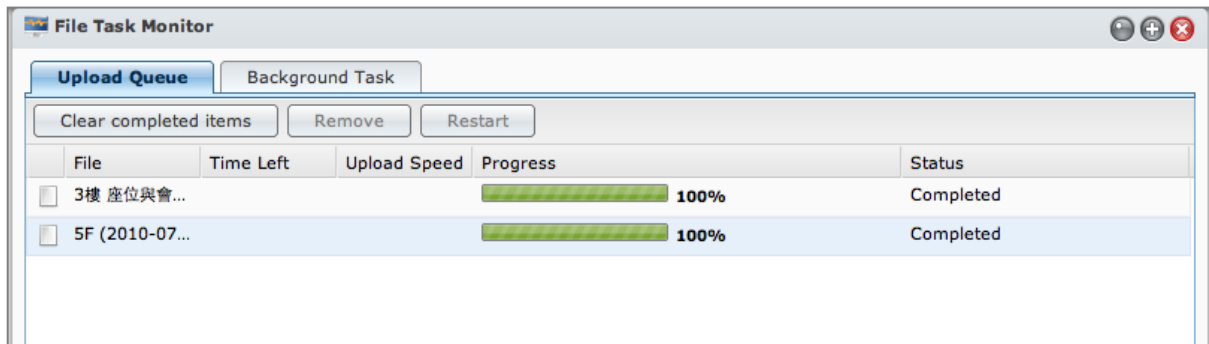 File Task Monitor
Upload Queue Background Task
Clear completed items Remove Restart
File Time Left Upload Speed Progress Status
3樓 座位與會... 100% Completed
5F (2010-07... 100% Completed